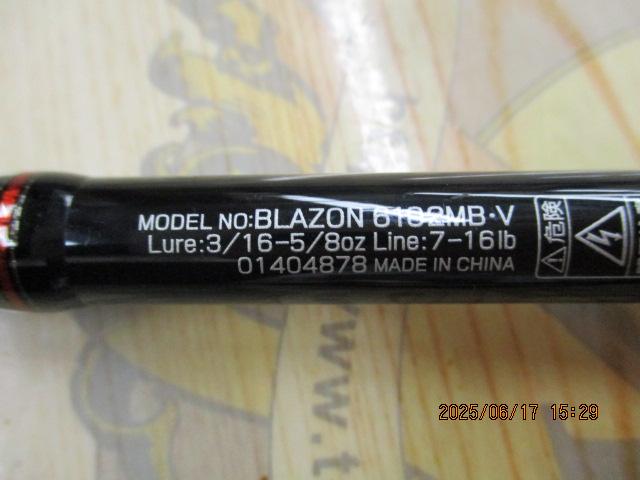 MODEL NO:BLAZON 6102MB·V
Lure:3/16-5/8oz Line:7-16lb
01404878 MADE IN CHINA
危険
www.t
2025/06/17 15:29